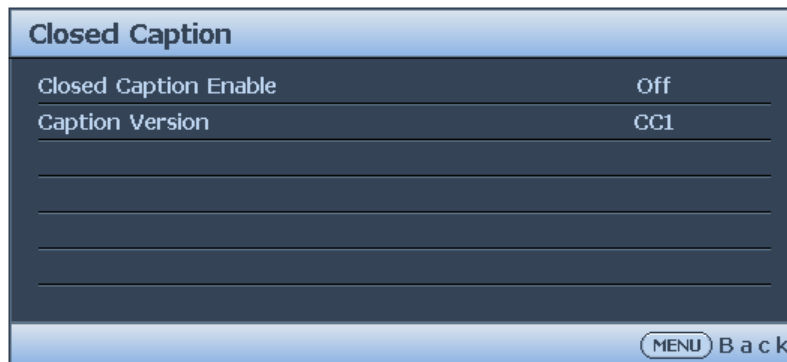 Closed Caption
Closed Caption Enable Off
Caption Version CC1
MENU Back